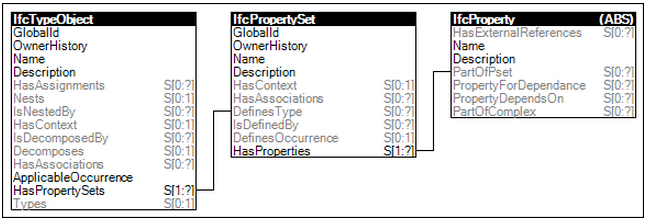 IfcTypeObject
GlobalId
OwnerHistory
Name
Description
HasAssignments S[0:?]
Nests S[0:1]
IsNestedBy S[0:?]
HasContext S[0:1]
IsDecomposedBy S[0:?]
Decomposes S[0:1]
HasAssociations S[0:?]
ApplicableOccurrence
HasPropertySets S[1:?]
Types S[0:1]
IfcPropertySet
GlobalId
OwnerHistory
Name
Description
HasContext S[0:1]
HasAssociations S[0:?]
DefinesType S[0:?]
IsDefinedBy S[0:?]
DefinesOccurrence S[0:1]
HasProperties S[1:?]
IfcProperty (ABS)
HasExternalReferences S[0:?]
Name
Description
PartOfPset S[0:?]
PropertyForDependance S[0:?]
PropertyDependsOn S[0:?]
PartOfComplex S[0:?]